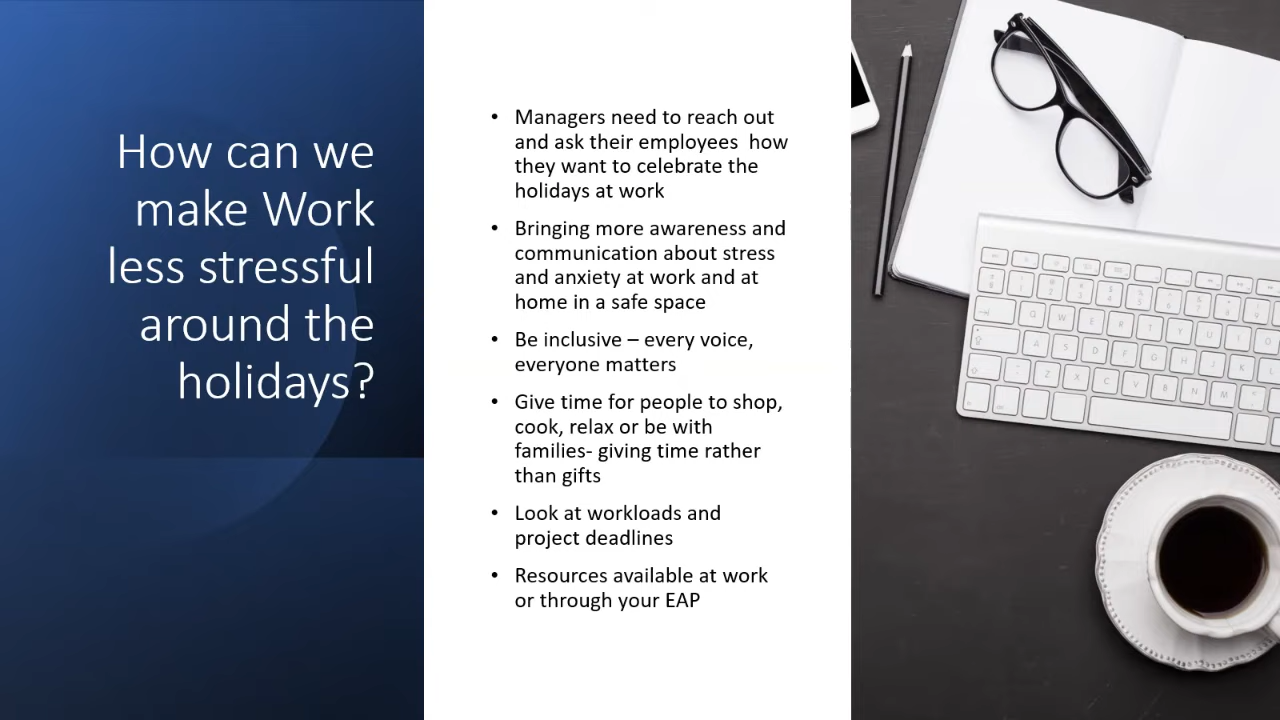 How can we
make Work
less stressful
around the
holidays?
• Managers need to reach out
and ask their employees  how
they want to celebrate the
holidays at work
• Bringing more awareness and
communication about stress
and anxiety at work and at
home in a safe space
• Be inclusive – every voice,
everyone matters
• Give time for people to shop,
cook, relax or be with
families- giving time rather
than gifts
• Look at workloads and
project deadlines
• Resources available at work
or through your EAP